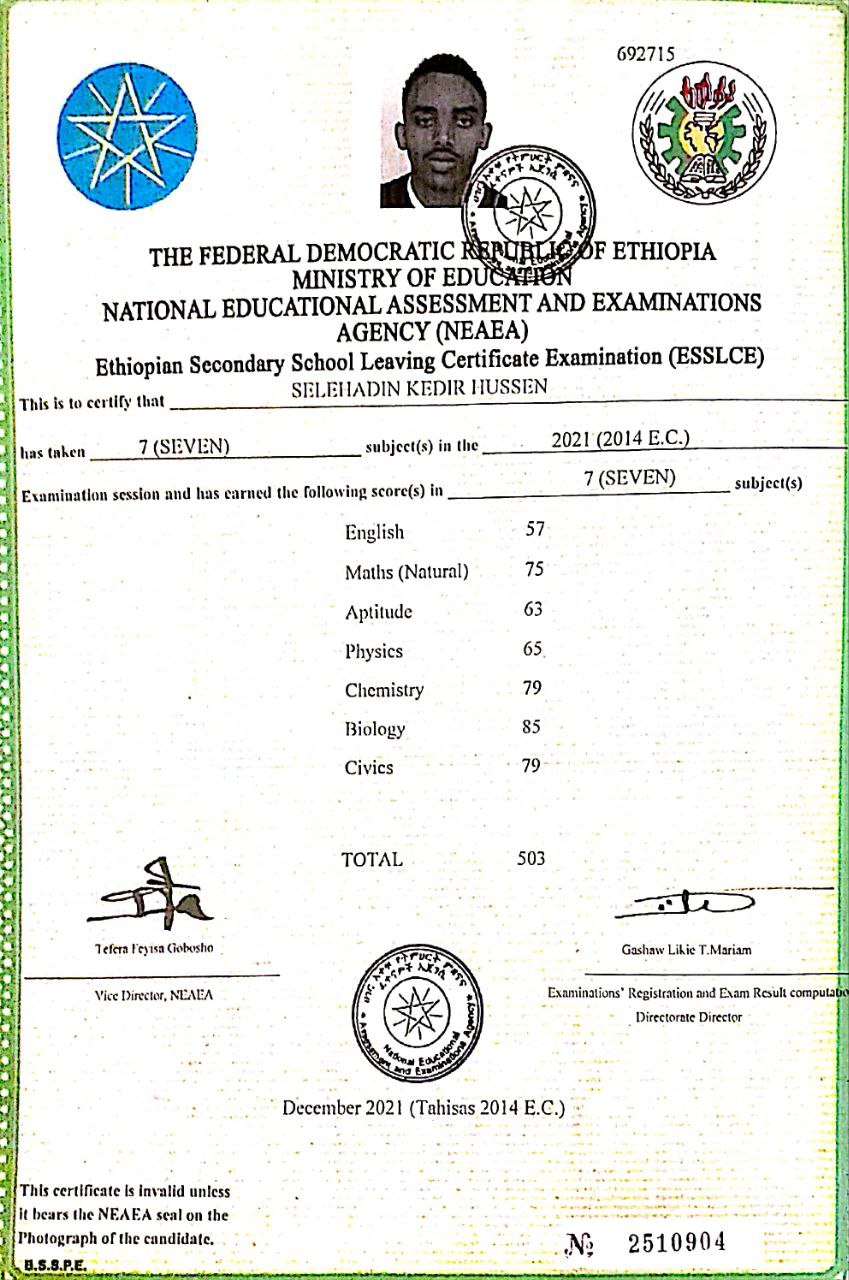 692715
THE FEDERAL DEMOCRATIC REPUBLIC OF ETHIOPIA
MINISTRY OF EDUCATION
NATIONAL EDUCATIONAL ASSESSMENT AND EXAMINATIONS
AGENCY (NEAEA)
Ethiopian Secondary School Leaving Certificate Examination (ESSLCE)
This is to certify that SELEHADIN KEDIR HUSSEN
has taken 7 (SEVEN) subject(s) in the 2021 (2014 E.C.)
Examination session and has earned the following score(s) in 7 (SEVEN) subject(s)
English 57
Maths (Natural) 75
Aptitude 63
Physics 65
Chemistry 79
Biology 85
Civics 79
TOTAL 503
Tefera Feyisa Gobosho
Vice Director, NEAEA
Gashaw Likie T.Mariam
Examinations' Registration and Exam Result computatio
Directorate Director
National Educational
Assessment and Examinations Agency
December 2021 (Tahisas 2014 E.C.)
This certificate is invalid unless
it bears the NEAEA seal on the
Photograph of the candidate.
B.S.S.P.E.
№ 2510904